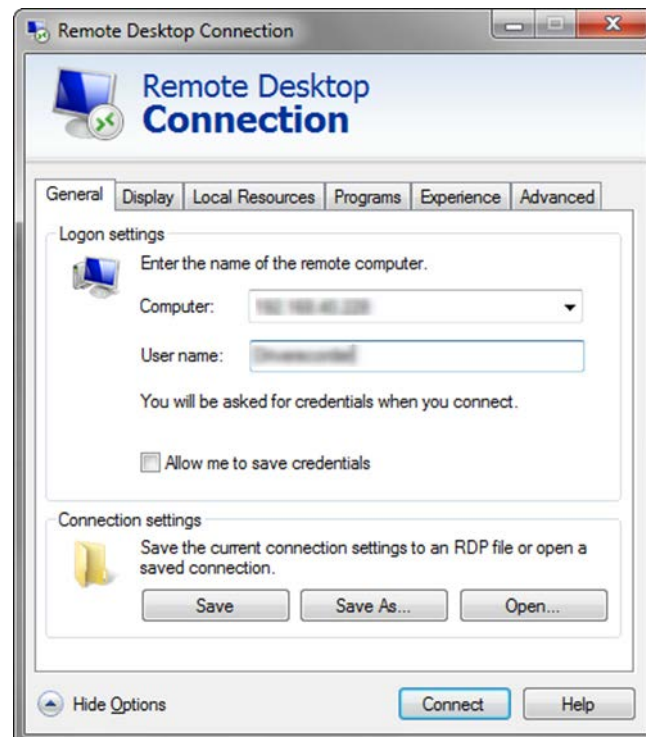 Remote Desktop Connection
Remote Desktop
Connection
General Display Local Resources Programs Experience Advanced
Logon settings
Enter the name of the remote computer.
Computer:
User name:
You will be asked for credentials when you connect.
Allow me to save credentials
Connection settings
Save the current connection settings to an RDP file or open a
saved connection.
Save Save As... Open...
Hide Options Connect Help